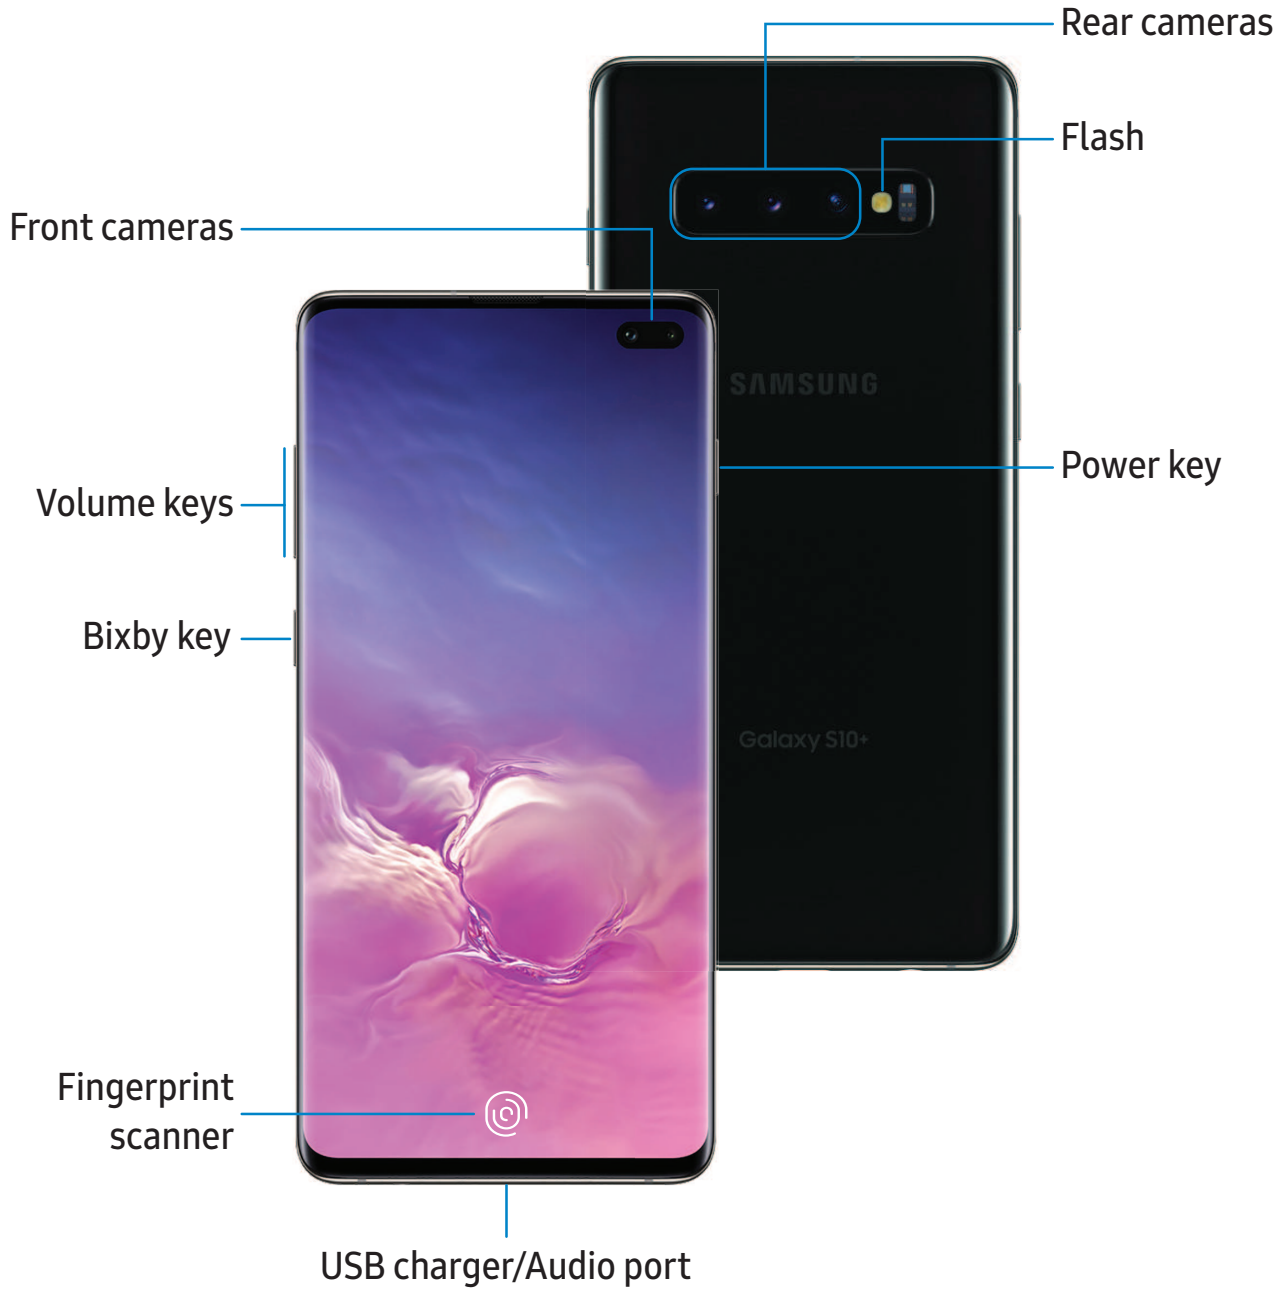 Rear cameras
Flash
Front cameras
SAMSUNG
Power key
Volume keys
Bixby key
Galaxy S10+
Fingerprint
scanner
USB charger/Audio port